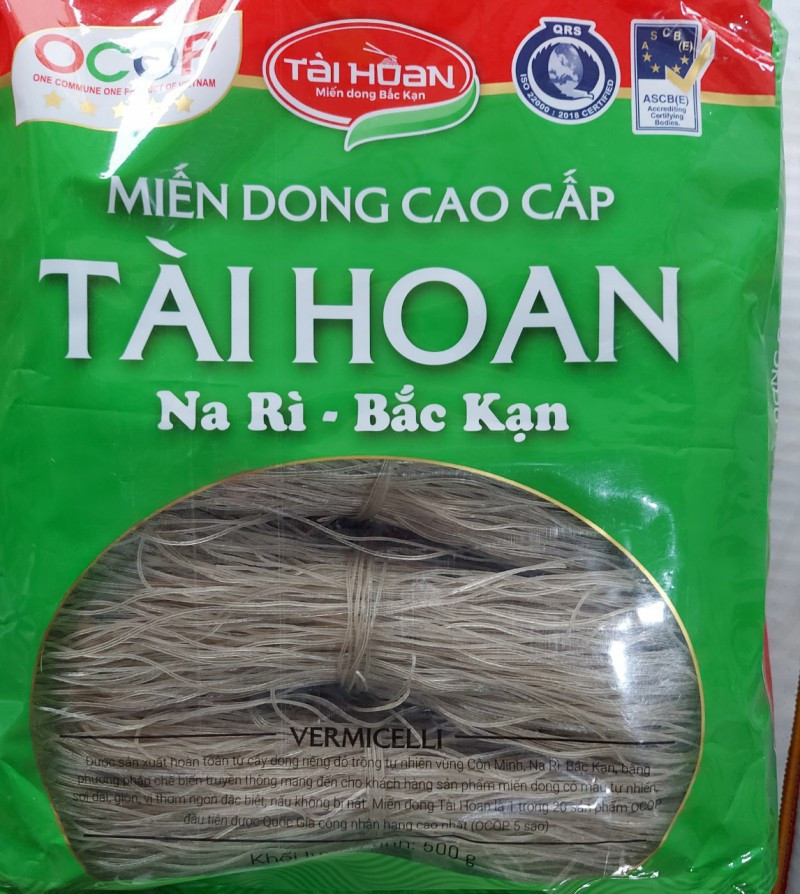 OCOP
ONE COMMUNE ONE PRODUCT OF VIETNAM
TÀI HOAN
Miến dong Bắc Kạn
QRS
ISO 22000 : 2018 CERTIFIED
ASCB(E)
ASCB(E)
Accrediting
Certifying
Bodies.
MIẾN DONG CAO CẤP
TÀI HOAN
Na Rì - Bắc Kạn
VERMICELLI
Được sản xuất hoàn toàn từ cây dong riềng đỏ trồng tự nhiên vùng Côn Minh, Na Rì, Bắc Kạn, bằng
phương pháp chế biến truyền thống mang đến cho khách hàng sản phẩm miến dong có màu tự nhiên,
sợi dai, giòn, vị thơm ngon đặc biệt, nấu không bị nát. Miến dong Tài Hoan là 1 trong 20 sản phẩm OCOP
đầu tiên được Quốc Gia công nhận hạng cao nhất (OCOP 5 sao)
Khối 500 g